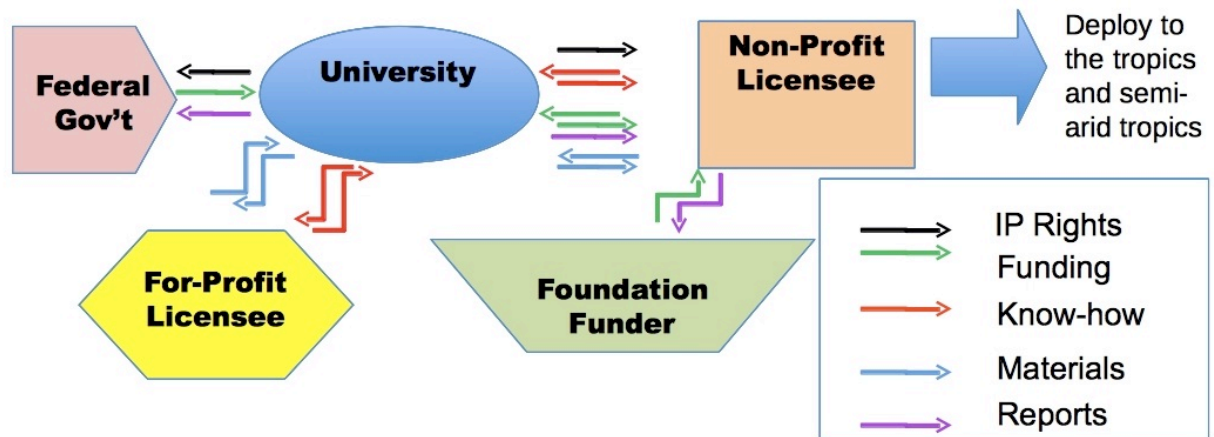 Federal
Gov't
University
Non-Profit
Licensee
Deploy to
the tropics
and semi-
arid tropics
For-Profit
Licensee
Foundation
Funder
IP Rights
Funding
Know-how
Materials
Reports